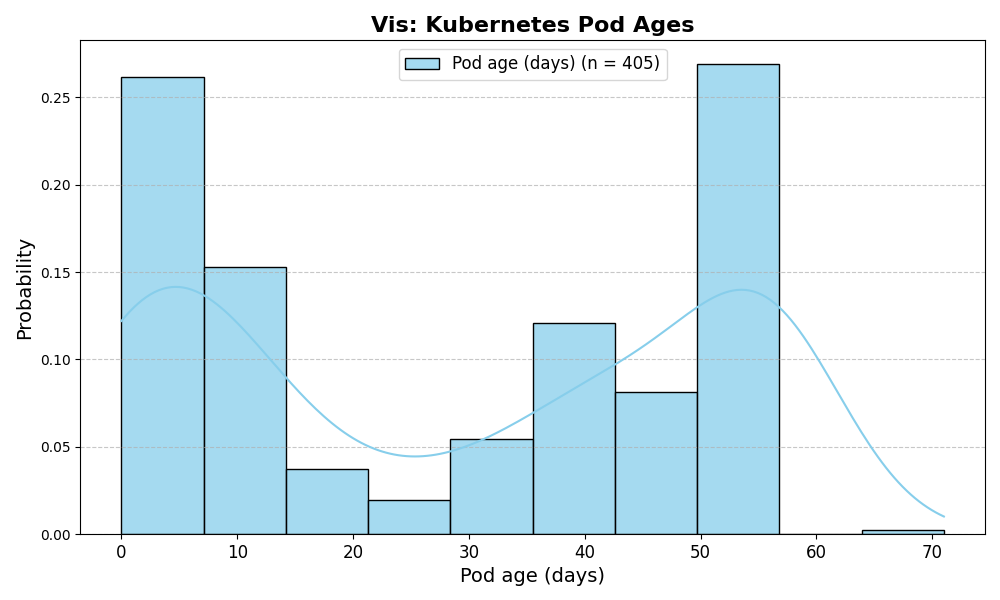 Vis: Kubernetes Pod Ages
Pod age (days) (n = 405)
Probability
0.25
0.20
0.15
0.10
0.05
0.00
0 10 20 30 40 50 60 70
Pod age (days)